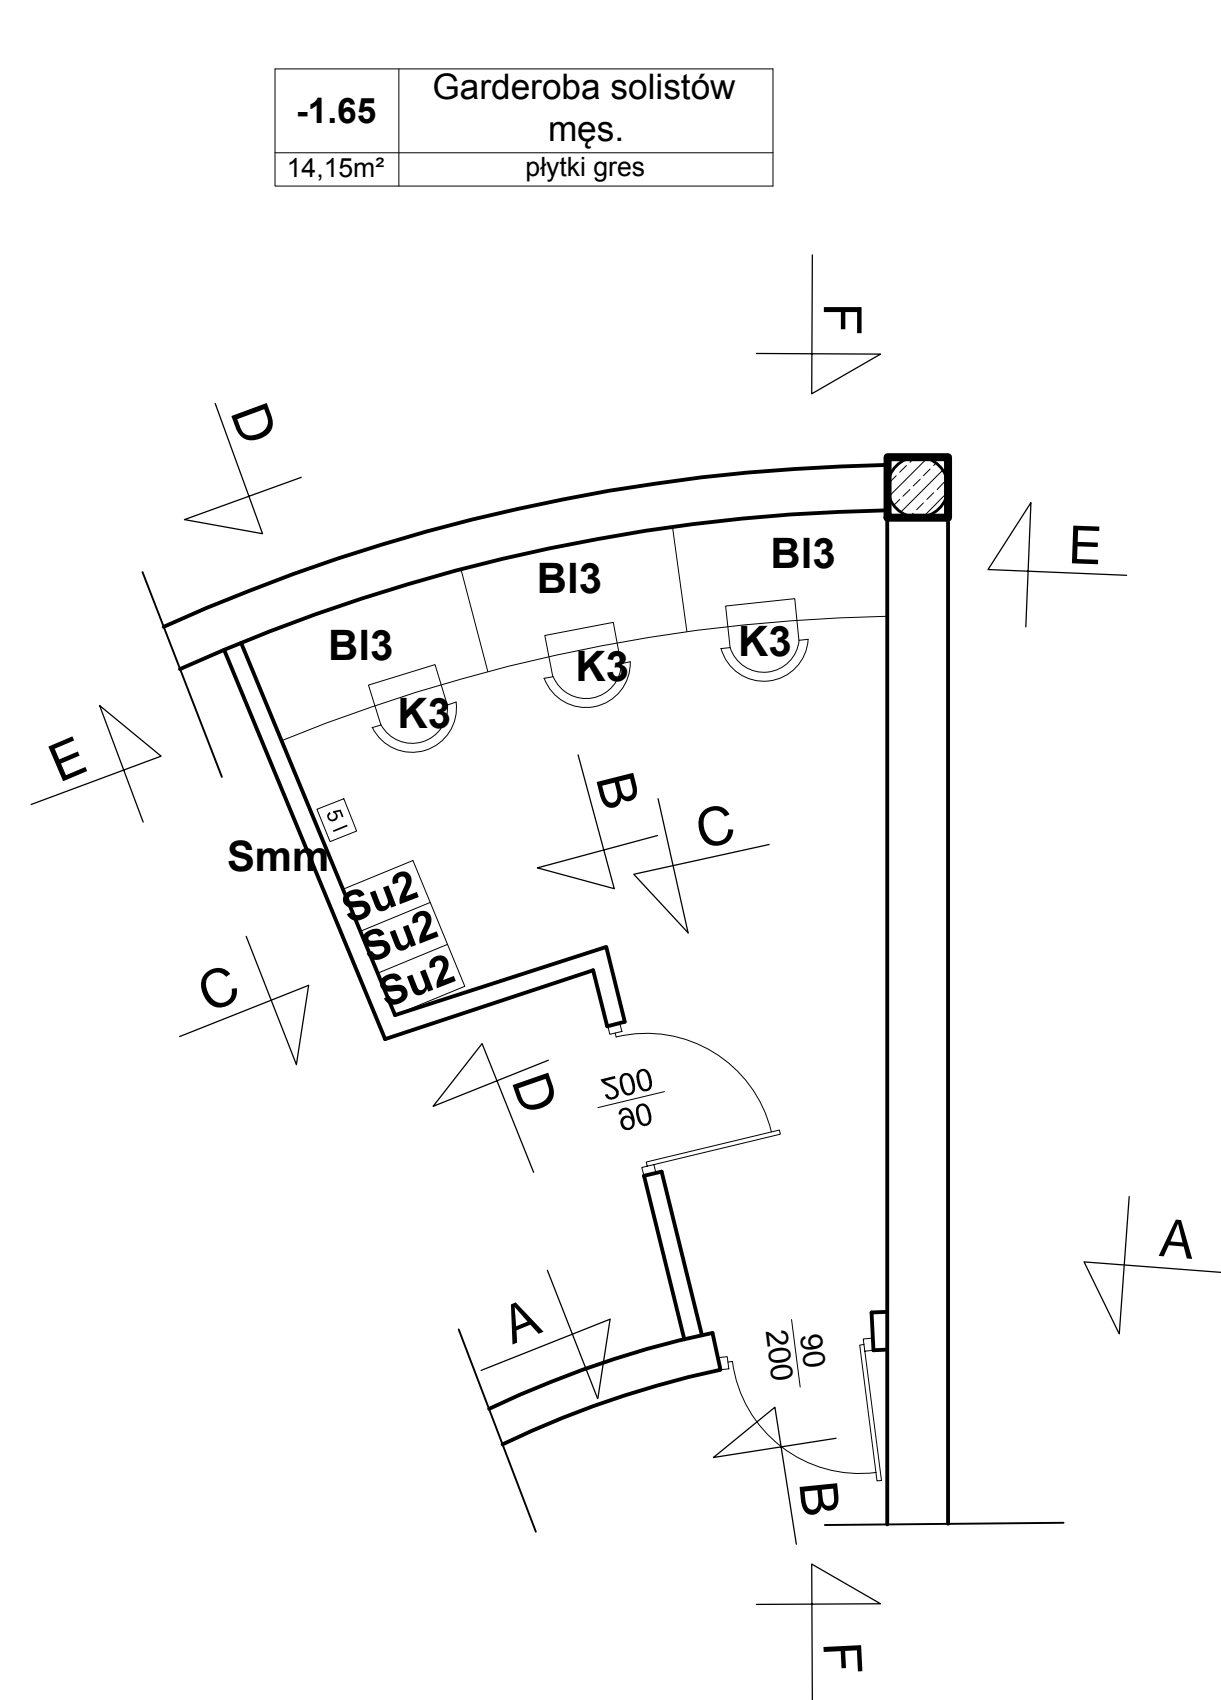 -1.65
Garderoba solistów
męs.
14,15m²
płytki gres
F
D
E
Bl3
Bl3
Bl3
K3
K3
K3
E
B
C
5 l
Smm
Su2
Su2
Su2
C
D
200
90
A
A
90
200
B
F